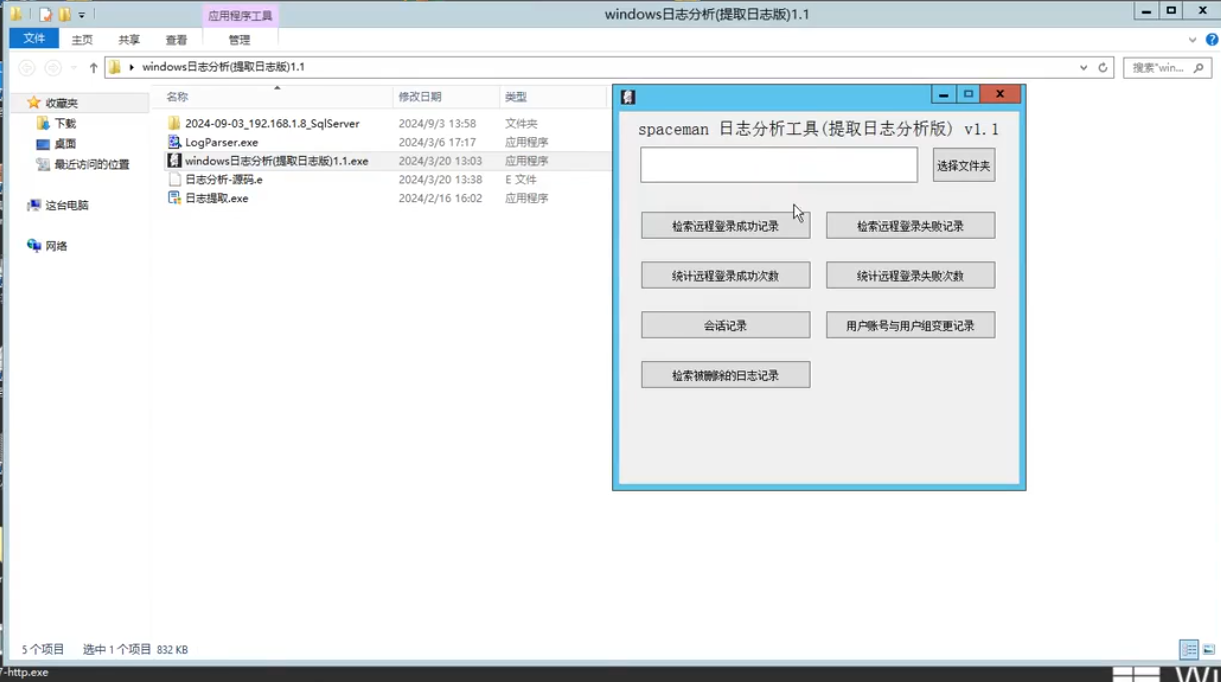 应用程序工具
windows日志分析(提取日志版)1.1
文件 主页 共享 查看 管理
windows日志分析(提取日志版)1.1
搜索"win...
收藏夹
下载
桌面
最近访问的位置
这台电脑
网络
名称 修改日期 类型
2024-09-03_192.168.1.8_SqlServer 2024/9/3 13:58 文件夹
LogParser.exe 2024/3/6 17:17 应用程序
windows日志分析(提取日志版)1.1.exe 2024/3/20 13:03 应用程序
日志分析-源码.e 2024/3/20 13:38 E 文件
日志提取.exe 2024/2/16 16:02 应用程序
spaceman 日志分析工具(提取日志分析版) v1.1
选择文件夹
检索远程登录成功记录 检索远程登录失败记录
统计远程登录成功次数 统计远程登录失败次数
会话记录 用户账号与用户组变更记录
检索被删除的日志记录
5 个项目 选中 1 个项目 832 KB
7-http.exe